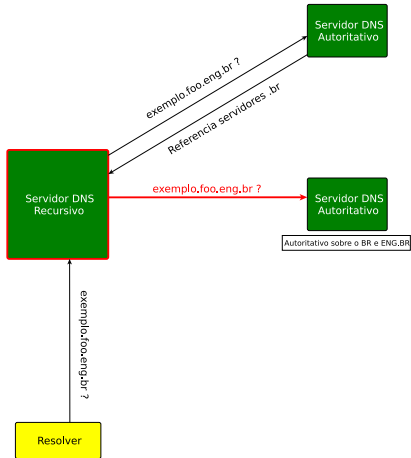 Servidor DNS
Autoritativo
exemplo.foo.eng.br ?
Referencia servidores .br
Servidor DNS
Recursivo
exemplo.foo.eng.br ?
Servidor DNS
Autoritativo
Autoritativo sobre o BR e ENG.BR
exemplo.foo.eng.br ?
Resolver